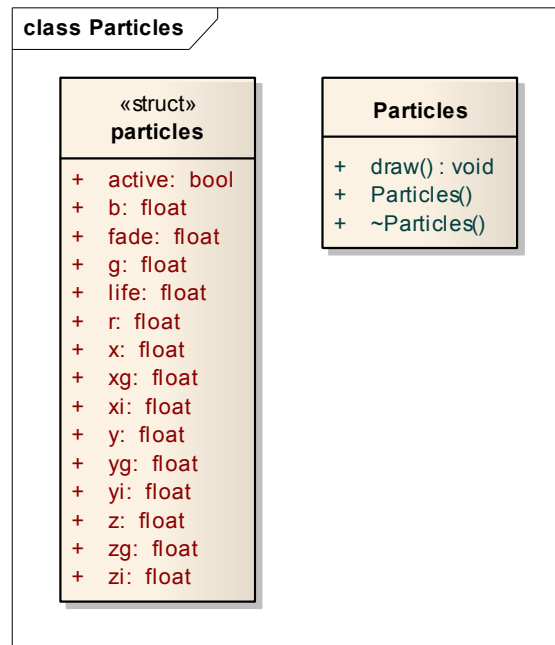 class Particles
«struct»
particles
+ active: bool
+ b: float
+ fade: float
+ g: float
+ life: float
+ r: float
+ x: float
+ xg: float
+ xi: float
+ y: float
+ yg: float
+ yi: float
+ z: float
+ zg: float
+ zi: float
Particles
+ draw() : void
+ Particles()
+ ~Particles()